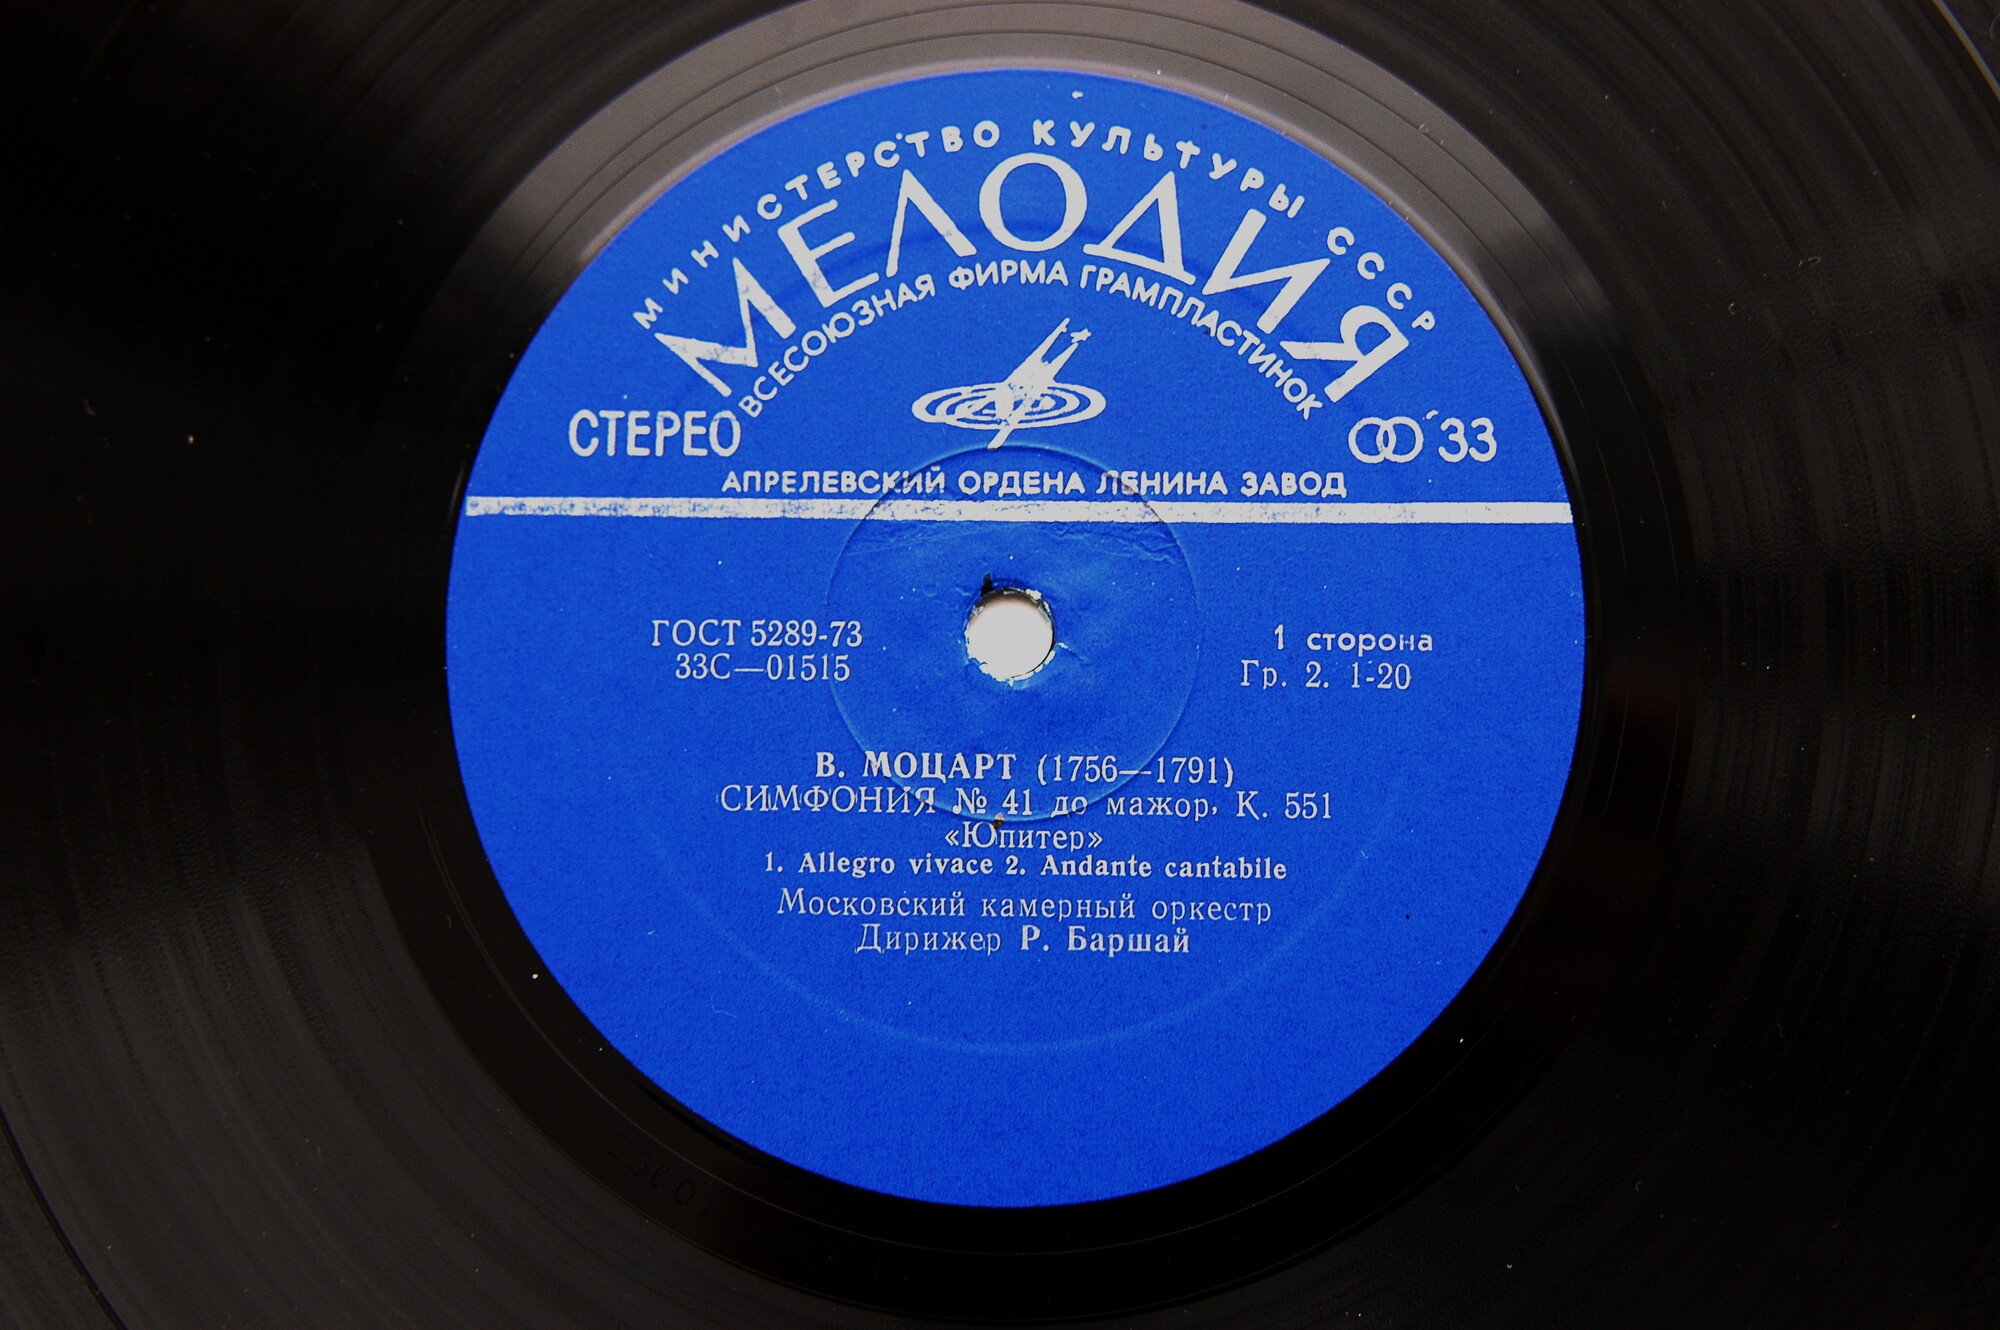 МИНИСТЕРСТВО КУЛЬТУРЫ СССР
МЕЛОДИЯ
ВСЕСОЮЗНАЯ ФИРМА ГРАМПЛАСТИНОК
СТЕРЕО
33
АПРЕЛЕВСКИЙ ОРДЕНА ЛЕНИНА ЗАВОД
ГОСТ 5289-73
33С—01515
1 сторона
Гр. 2. 1-20
В. МОЦАРТ (1756—1791)
СИМФОНИЯ № 41 до мажор, К. 551
«Юпитер»
1. Allegro vivace 2. Andante cantabile
Московский камерный оркестр
Дирижер Р. Баршай